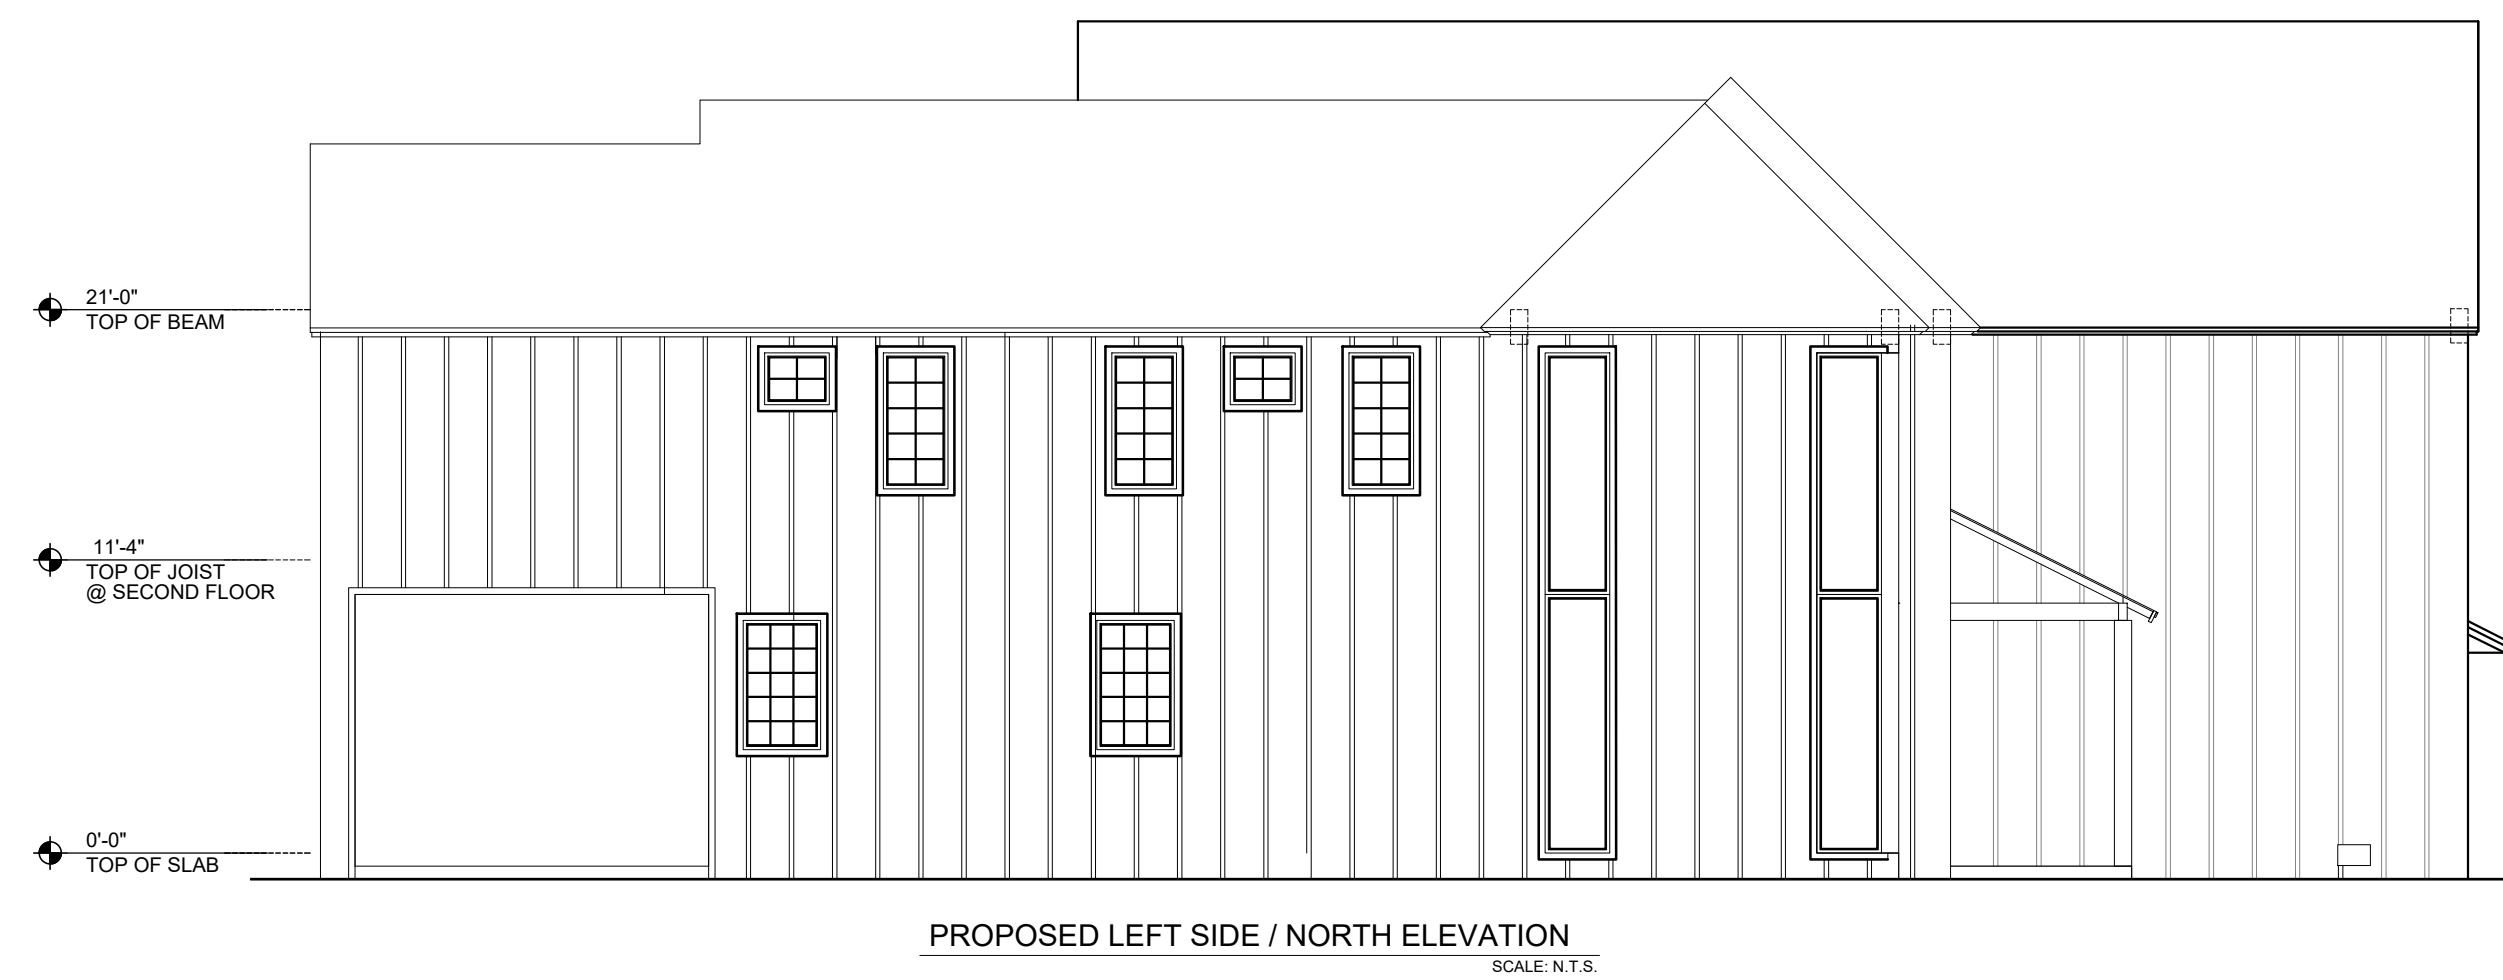 21'-0"
TOP OF BEAM
11'-4"
TOP OF JOIST
@ SECOND FLOOR
0'-0"
TOP OF SLAB
PROPOSED LEFT SIDE / NORTH ELEVATION
SCALE: N.T.S.